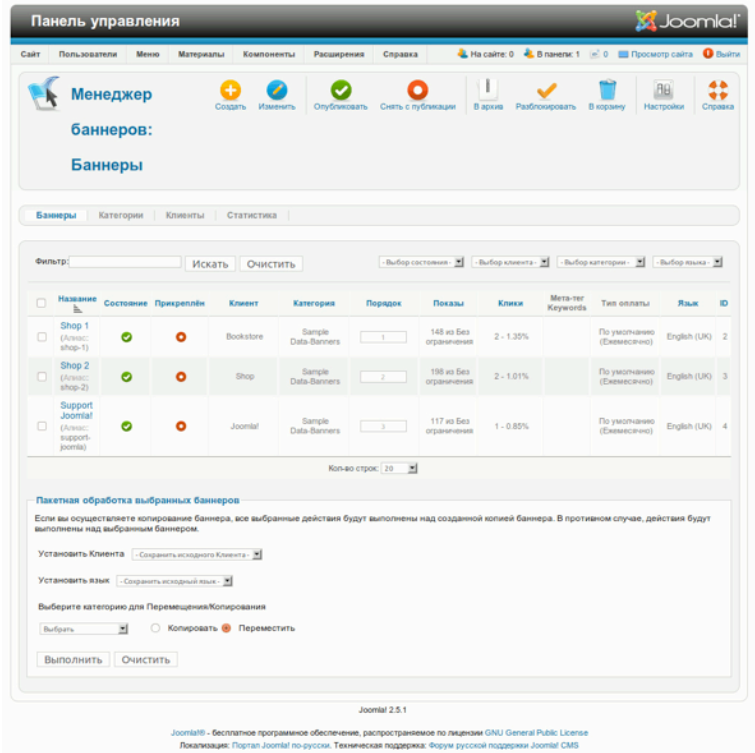 Панель управления
Joomla!
Сайт Пользователи Меню Материалы Компоненты Расширения Справка На сайте: 0 В панели: 1 0 Просмотр сайта Выйти
Менеджер
баннеров:
Баннеры
Создать Изменить Опубликовать Снять с публикации В архив Разблокировать В корзину Настройки Справка
Баннеры Категории Клиенты Статистика
Фильтр: Искать Очистить - Выбор состояния - - Выбор клиента - - Выбор категории - - Выбор языка -
Название Состояние Прикреплён Клиент Категория Порядок Показы Клики Мета-тег Keywords Тип оплаты Язык ID
Shop 1
(Алиас:
shop-1)
Bookstore Sample Data-Banners 1 148 из Без ограничения 2 - 1.35% По умолчанию (Ежемесячно) English (UK) 2
Shop 2
(Алиас:
shop-2)
Shop Sample Data-Banners 2 198 из Без ограничения 2 - 1.01% По умолчанию (Ежемесячно) English (UK) 3
Support
Joomla!
(Алиас:
support-
joomla)
Joomla! Sample Data-Banners 3 117 из Без ограничения 1 - 0.85% По умолчанию (Ежемесячно) English (UK) 4
Кол-во строк: 20
Пакетная обработка выбранных баннеров
Если вы осуществляете копирование баннера, все выбранные действия будут выполнены над созданной копией баннера. В противном случае, действия будут
выполнены над выбранным баннером.
Установить Клиента - Сохранить исходного Клиента -
Установить язык - Сохранить исходный язык -
Выберите категорию для Перемещения/Копирования
Выбрать Копировать Переместить
Выполнить Очистить
Joomla! 2.5.1
Joomla!® - бесплатное программное обеспечение, распространяемое по лицензии GNU General Public License
Локализация: Портал Joomla! по-русски. Техническая поддержка: Форум русской поддержки Joomla! CMS